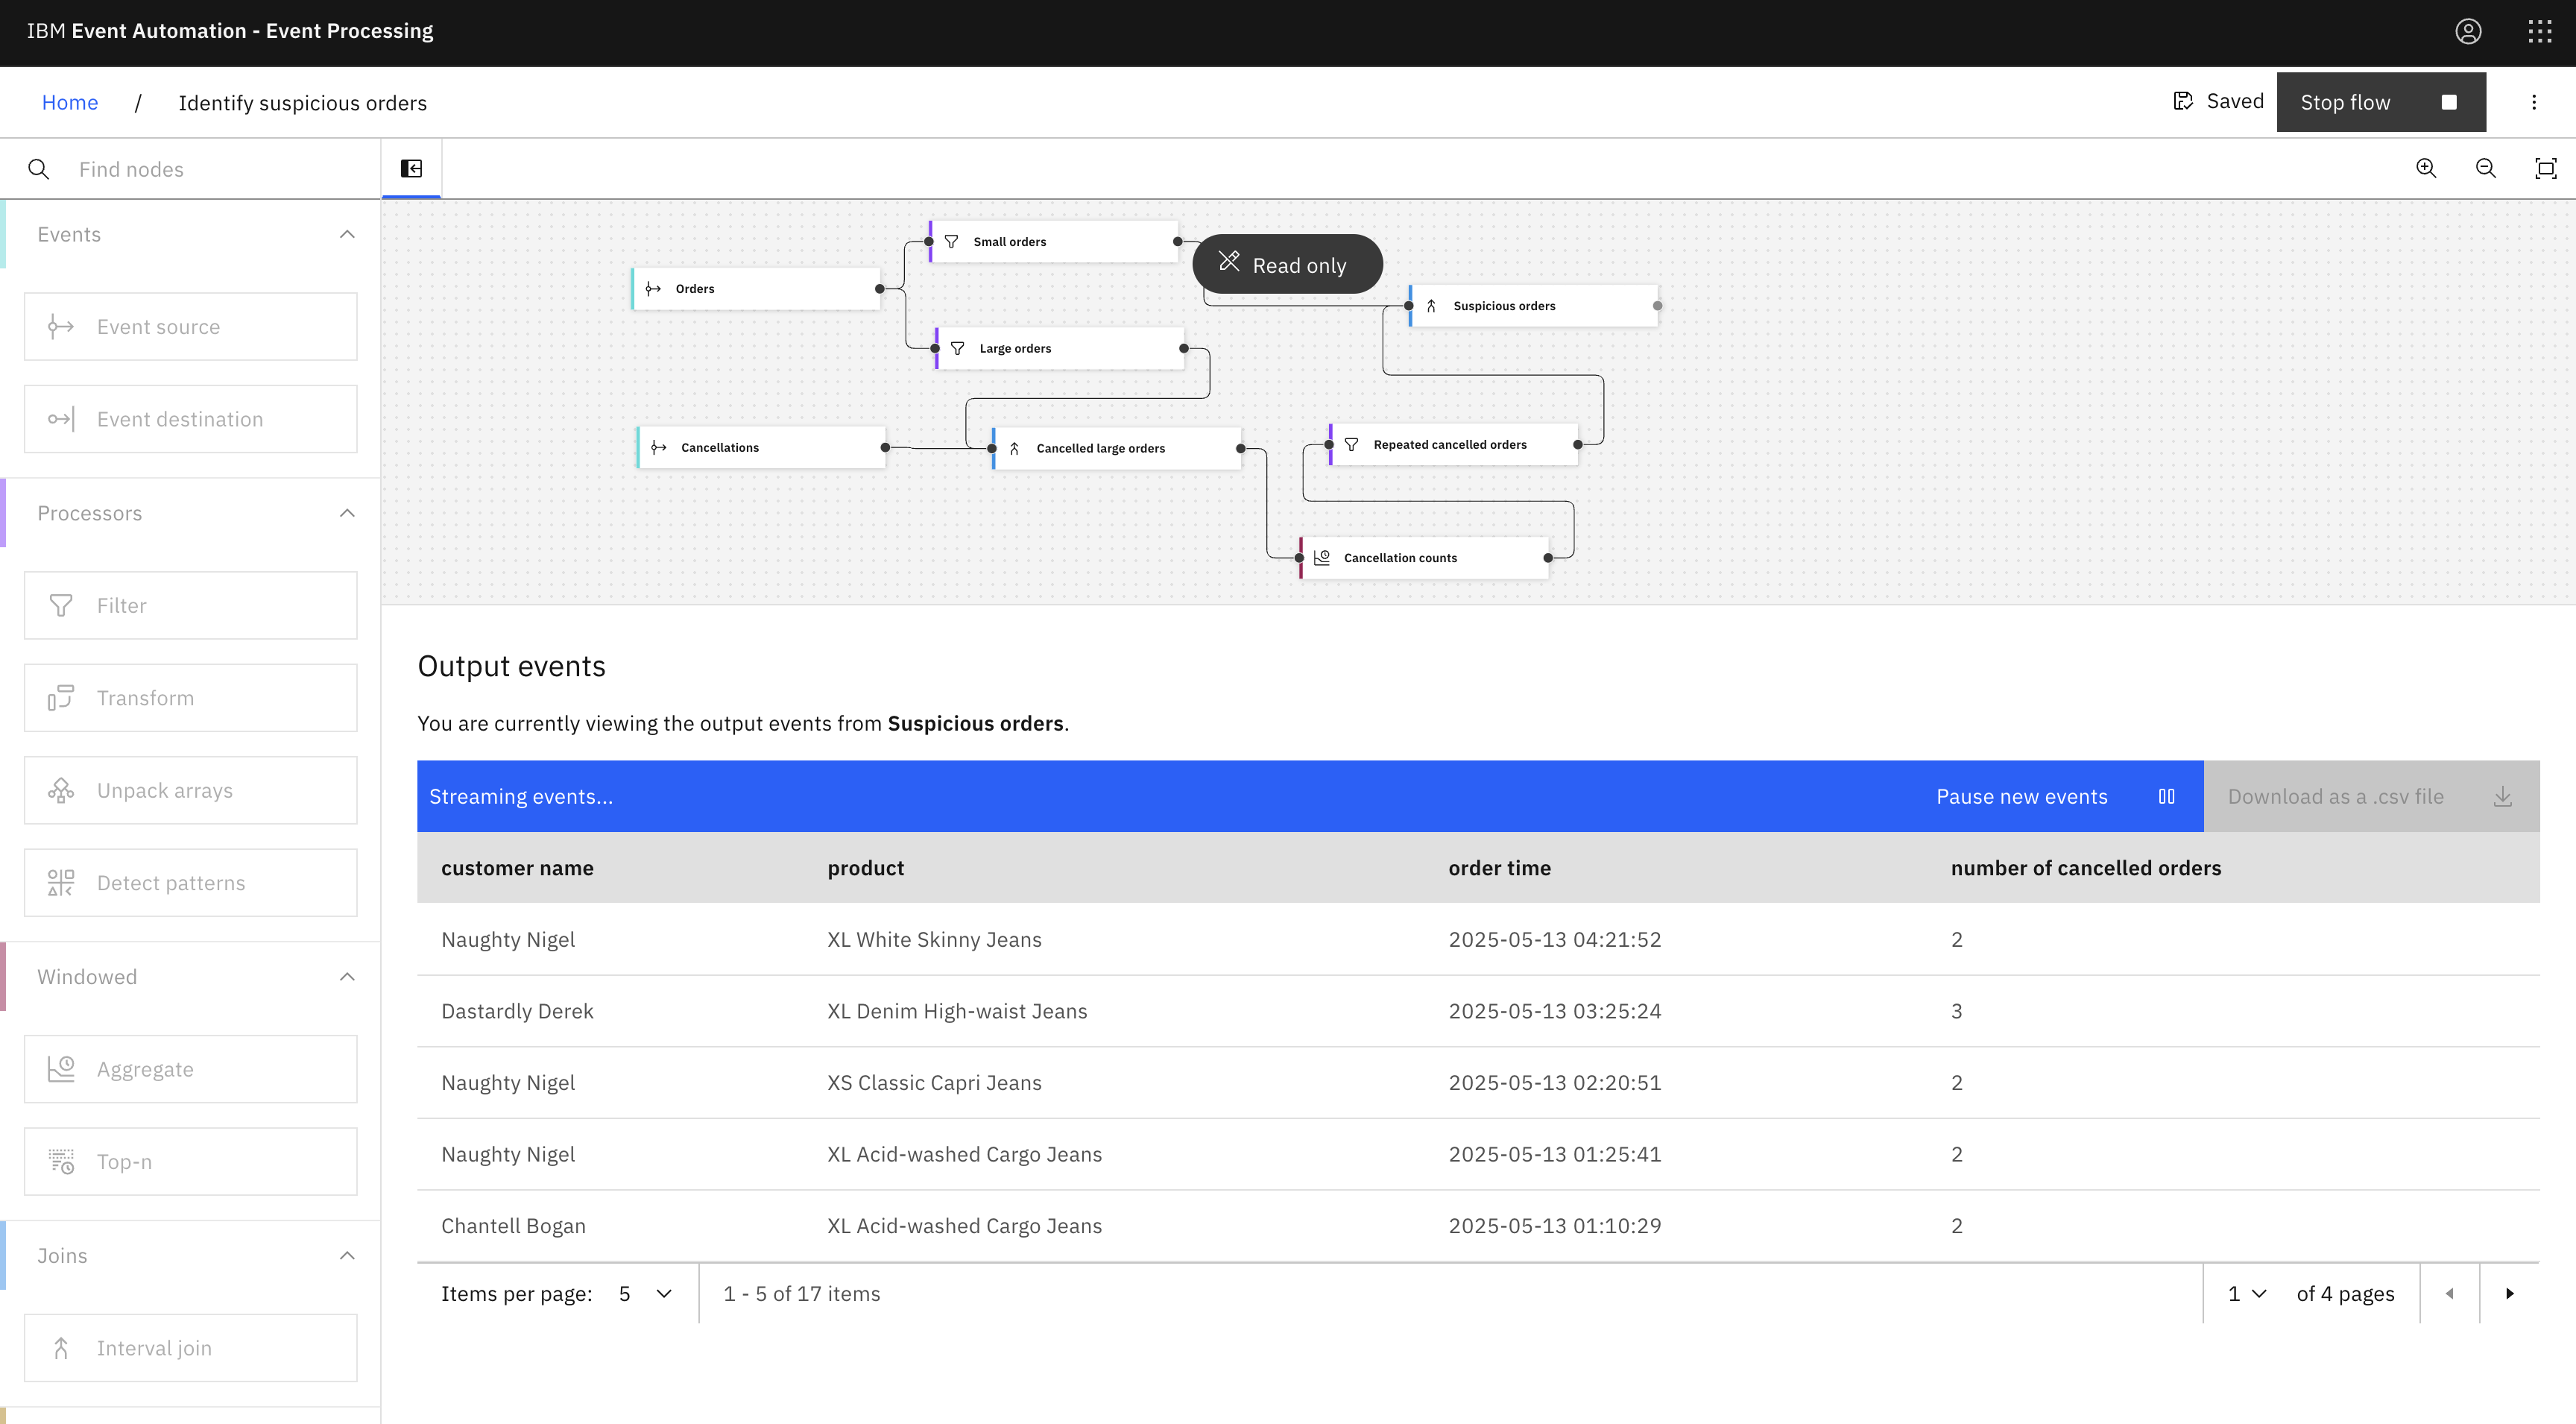 IBM Event Automation - Event Processing
Home / Identify suspicious orders
Saved
Stop flow
Find nodes
Events
Event source
Event destination
Processors
Filter
Transform
Unpack arrays
Detect patterns
Windowed
Aggregate
Top-n
Joins
Interval join
Small orders
Read only
Orders
Suspicious orders
Large orders
Cancellations
Cancelled large orders
Repeated cancelled orders
Cancellation counts
Output events
You are currently viewing the output events from Suspicious orders.
Streaming events...
Pause new events
Download as a .csv file
customer name product order time number of cancelled orders
Naughty Nigel XL White Skinny Jeans 2025-05-13 04:21:52 2
Dastardly Derek XL Denim High-waist Jeans 2025-05-13 03:25:24 3
Naughty Nigel XS Classic Capri Jeans 2025-05-13 02:20:51 2
Naughty Nigel XL Acid-washed Cargo Jeans 2025-05-13 01:25:41 2
Chantell Bogan XL Acid-washed Cargo Jeans 2025-05-13 01:10:29 2
Items per page: 5 1 - 5 of 17 items 1 of 4 pages